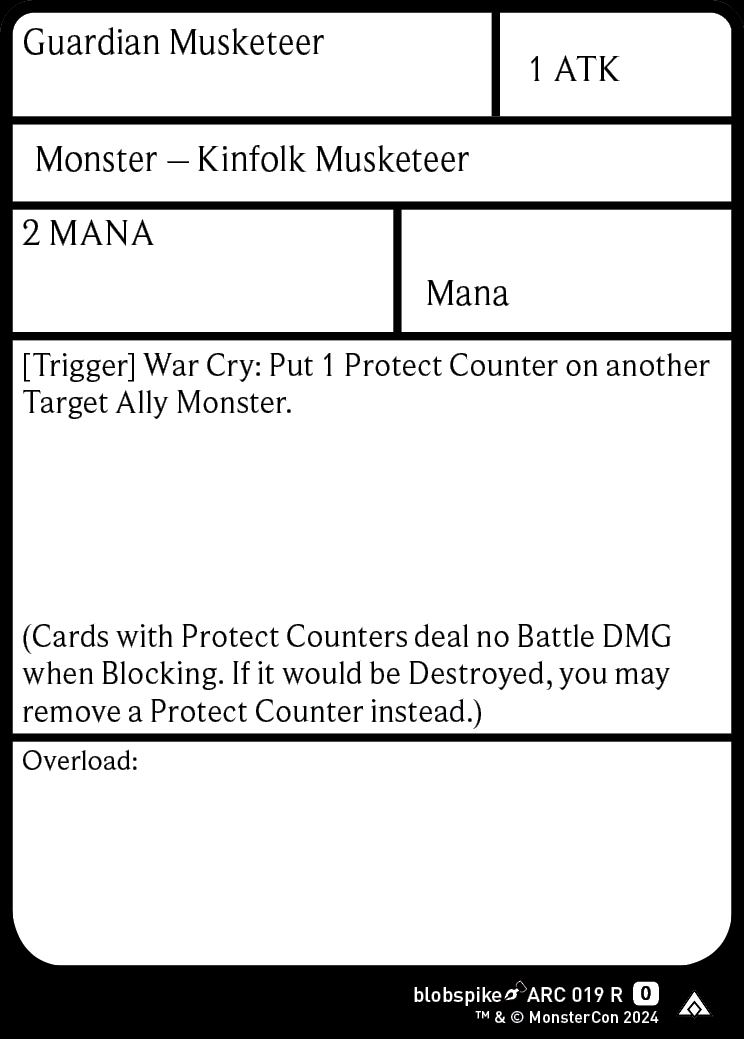 Guardian Musketeer
1 ATK
Monster – Kinfolk Musketeer
2 MANA
Mana
[Trigger] War Cry: Put 1 Protect Counter on another
Target Ally Monster.
(Cards with Protect Counters deal no Battle DMG
when Blocking. If it would be Destroyed, you may
remove a Protect Counter instead.)
Overload:
blobspike ARC 019 R 0
™ & © MonsterCon 2024